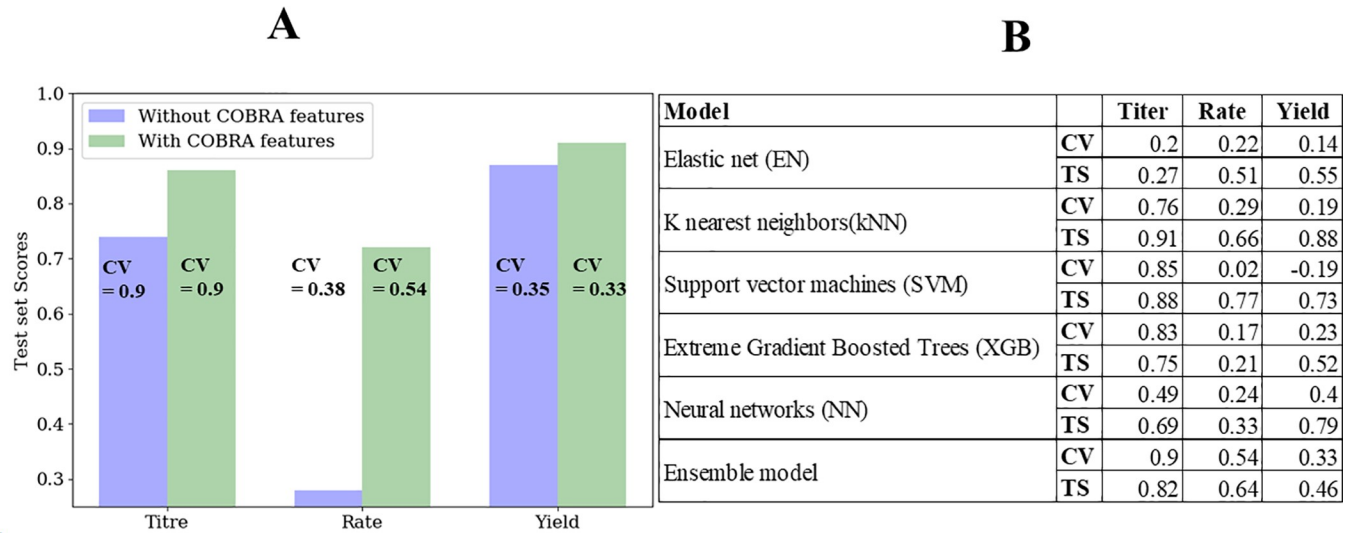 A
B
1.0
0.9
0.8
0.7
0.6
0.5
0.4
0.3
Test set Scores
Without COBRA features
With COBRA features
CV = 0.9
CV = 0.9
CV = 0.38
CV = 0.54
CV = 0.35
CV = 0.33
Titre Rate Yield
Model Titer Rate Yield
Elastic net (EN) CV 0.2 0.22 0.14
TS 0.27 0.51 0.55
K nearest neighbors(kNN) CV 0.76 0.29 0.19
TS 0.91 0.66 0.88
Support vector machines (SVM) CV 0.85 0.02 -0.19
TS 0.88 0.77 0.73
Extreme Gradient Boosted Trees (XGB) CV 0.83 0.17 0.23
TS 0.75 0.21 0.52
Neural networks (NN) CV 0.49 0.24 0.4
TS 0.69 0.33 0.79
Ensemble model CV 0.9 0.54 0.33
TS 0.82 0.64 0.46